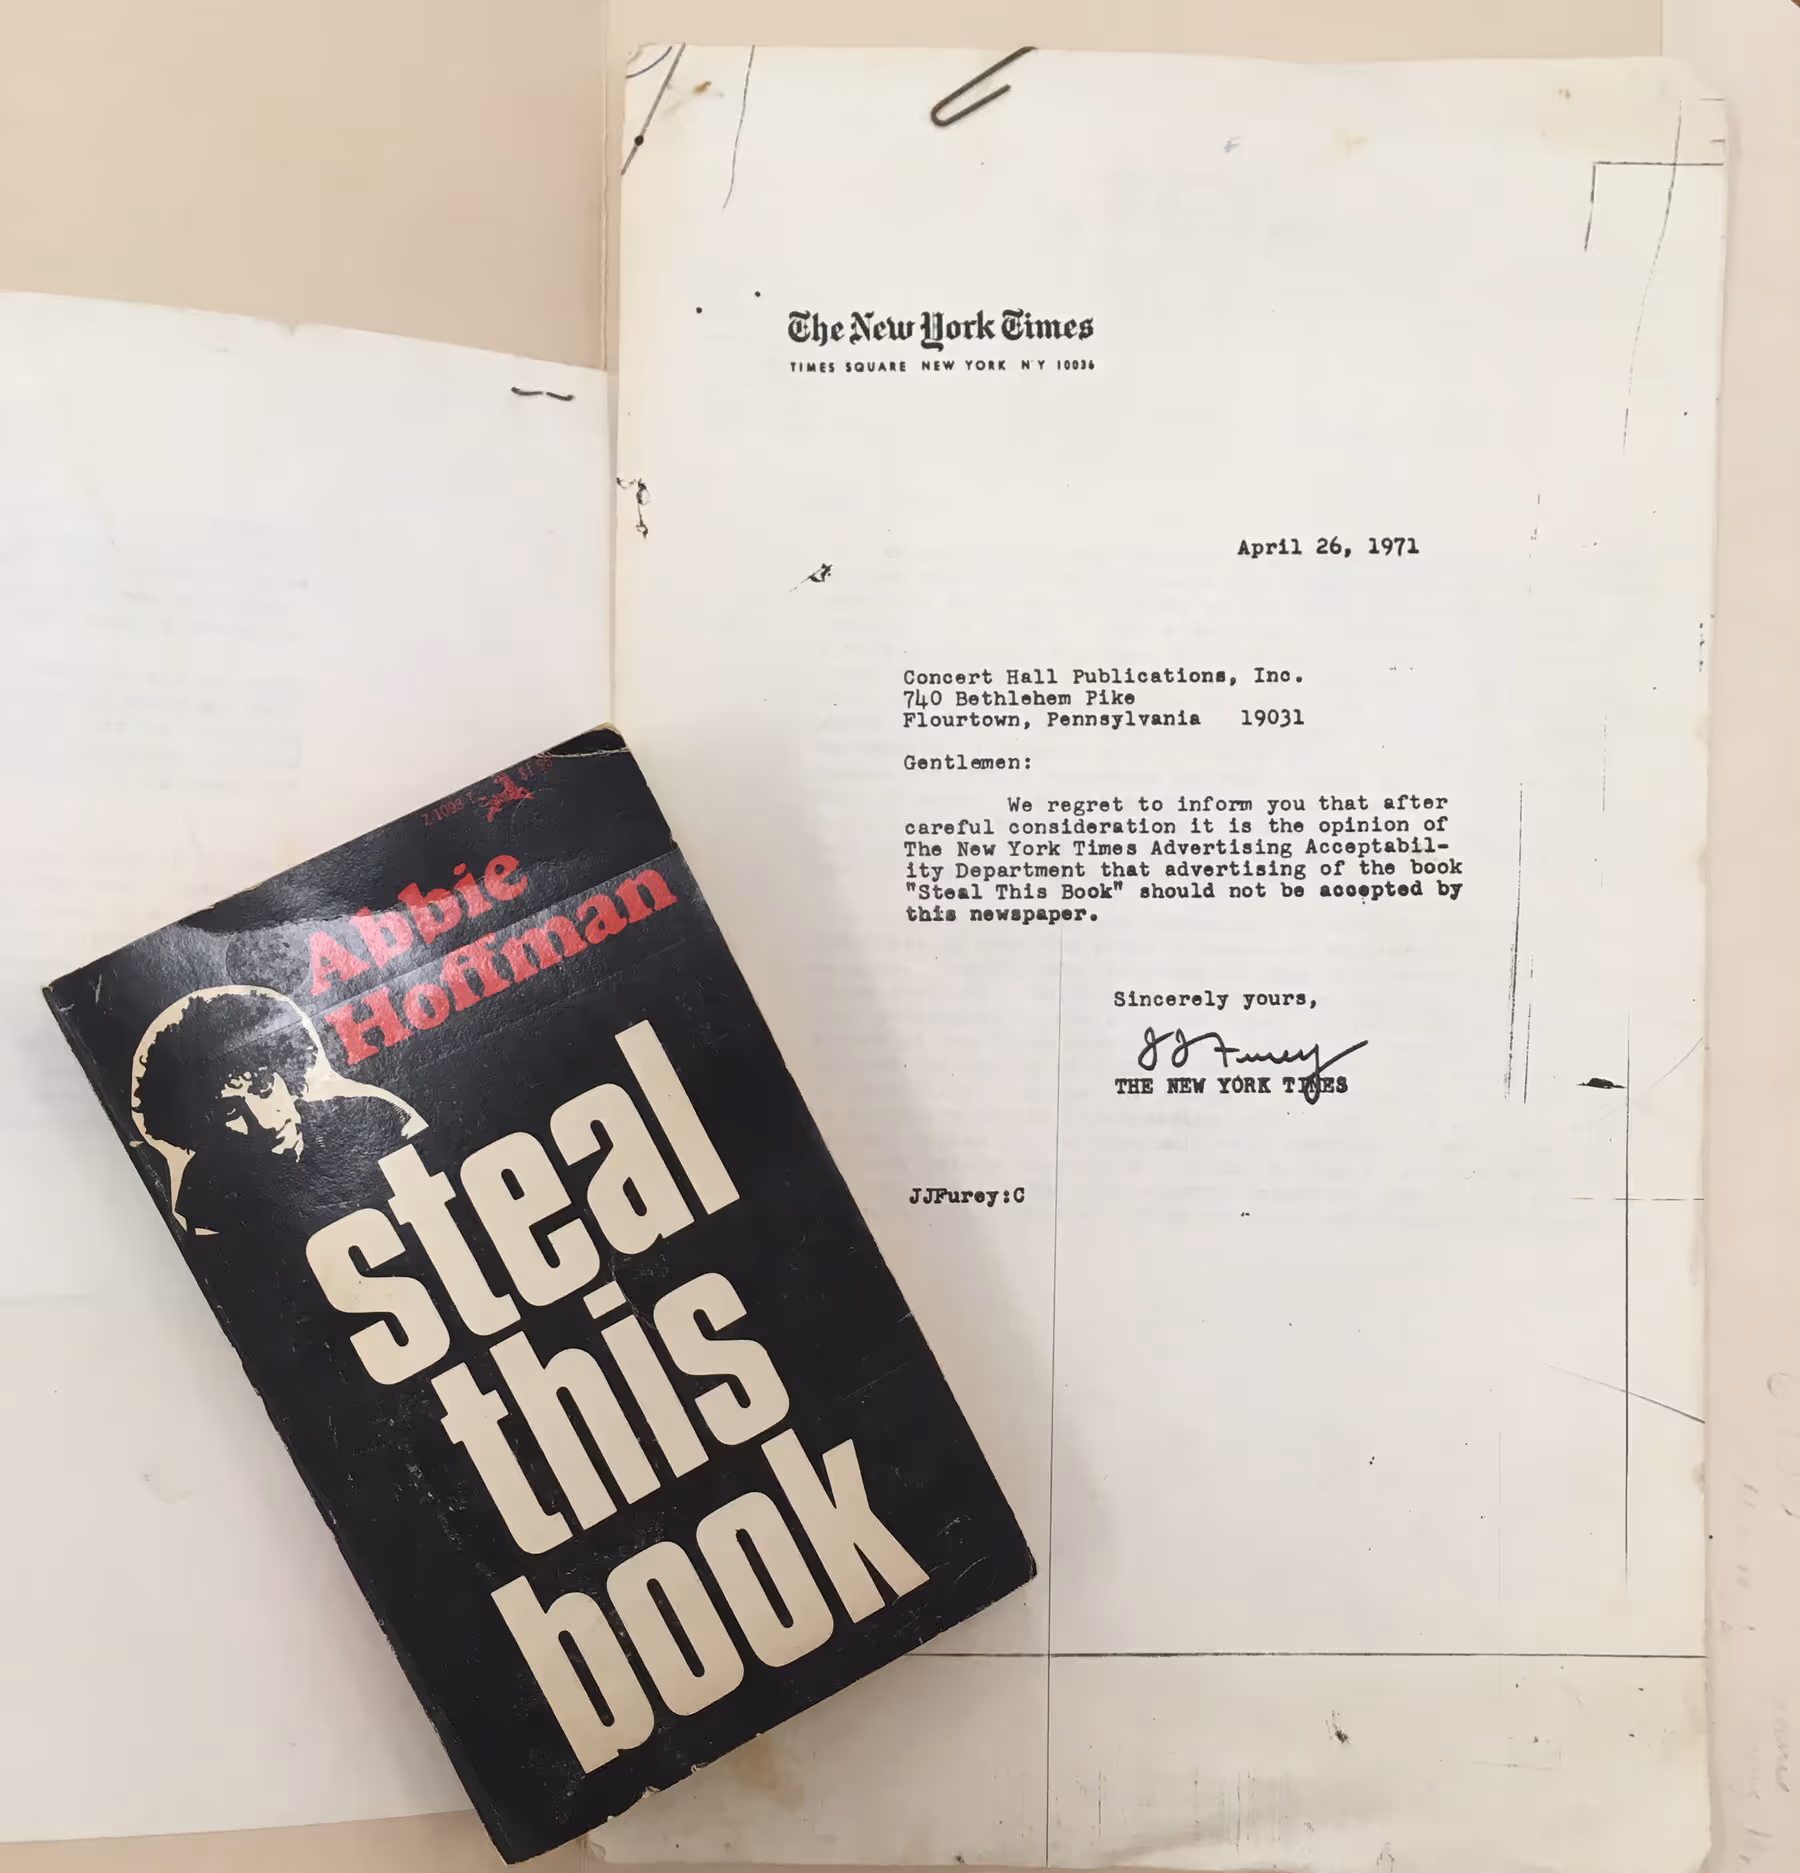 The New York Times
TIMES SQUARE NEW YORK N Y 10036
April 26, 1971
Concert Hall Publications, Inc.
740 Bethlehem Pike
Flourtown, Pennsylvania 19031
Gentlemen:
We regret to inform you that after
careful consideration it is the opinion of
The New York Times Advertising Acceptabil-
ity Department that advertising of the book
"Steal This Book" should not be accepted by
this newspaper.
Sincerely yours,
JJFurey
THE NEW YORK TIMES
JJFurey:C
Abbie
Hoffman
steal
this
book